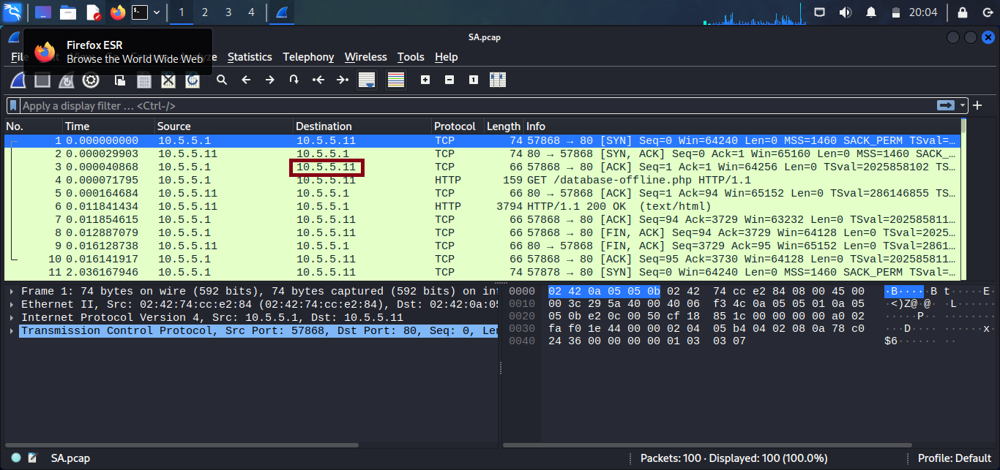 1 2 3 4 20:04
SA.pcap
Firefox ESR
Browse the World Wide Web
Statistics Telephony Wireless Tools Help
Apply a display filter … <Ctrl-/>
No. Time Source Destination Protocol Length Info
1 0.000000000 10.5.5.1 10.5.5.11 TCP 74 57868 → 80 [SYN] Seq=0 Win=64240 Len=0 MSS=1460 SACK_PERM TSval=…
2 0.000029903 10.5.5.11 10.5.5.1 TCP 74 80 → 57868 [SYN, ACK] Seq=0 Ack=1 Win=65160 Len=0 MSS=1460 SACK_…
3 0.000040868 10.5.5.1 10.5.5.11 TCP 66 57868 → 80 [ACK] Seq=1 Ack=1 Win=64256 Len=0 TSval=2025858102 TS…
4 0.000071795 10.5.5.1 10.5.5.11 HTTP 159 GET /database-offline.php HTTP/1.1
5 0.000164684 10.5.5.11 10.5.5.1 TCP 66 80 → 57868 [ACK] Seq=1 Ack=94 Win=65152 Len=0 TSval=286146855 TS…
6 0.011841434 10.5.5.11 10.5.5.1 HTTP 3794 HTTP/1.1 200 OK (text/html)
7 0.011854615 10.5.5.1 10.5.5.11 TCP 66 57868 → 80 [ACK] Seq=94 Ack=3729 Win=63232 Len=0 TSval=202585811…
8 0.012887079 10.5.5.1 10.5.5.11 TCP 66 57868 → 80 [FIN, ACK] Seq=94 Ack=3729 Win=64128 Len=0 TSval=2025…
9 0.016128738 10.5.5.11 10.5.5.1 TCP 66 80 → 57868 [FIN, ACK] Seq=3729 Ack=95 Win=65152 Len=0 TSval=2861…
10 0.016141917 10.5.5.1 10.5.5.11 TCP 66 57868 → 80 [ACK] Seq=95 Ack=3730 Win=64128 Len=0 TSval=202585811…
11 2.036167946 10.5.5.1 10.5.5.11 TCP 74 57878 → 80 [SYN] Seq=0 Win=64240 Len=0 MSS=1460 SACK_PERM TSval=…
Frame 1: 74 bytes on wire (592 bits), 74 bytes captured (592 bits) on in
Ethernet II, Src: 02:42:74:cc:e2:84 (02:42:74:cc:e2:84), Dst: 02:42:0a:05
Internet Protocol Version 4, Src: 10.5.5.1, Dst: 10.5.5.11
Transmission Control Protocol, Src Port: 57868, Dst Port: 80, Seq: 0, Le
0000 02 42 0a 05 05 0b 02 42 74 cc e2 84 08 00 45 00 ·B····· B t·····E·
0010 00 3c 29 5a 40 00 40 06 f3 4c 0a 05 05 01 0a 05 ·<)Z@·@· ·L······
0020 05 0b e2 0c 00 50 cf 18 85 1c 00 00 00 00 a0 02 ·····P·· ········
0030 fa f0 1e 44 00 00 02 04 05 b4 04 02 08 0a 78 c0 ···D···· ······x·
0040 24 36 00 00 00 00 01 03 03 07 $6······ ··
SA.pcap Packets: 100 · Displayed: 100 (100.0%) Profile: Default